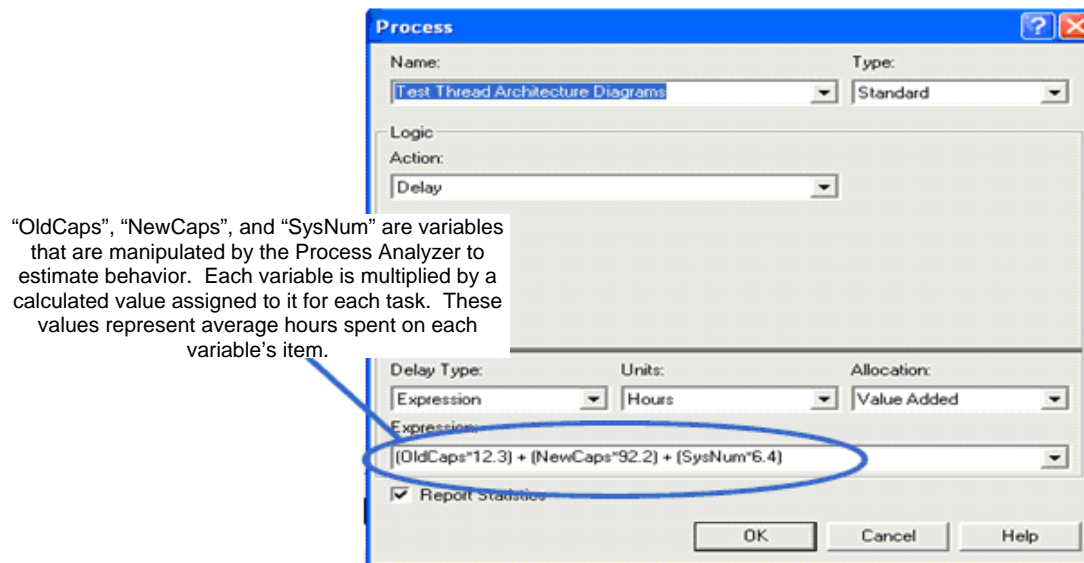 Process
Name:
Type:
Test Thread Architecture Diagrams
Standard
Logic
Action:
Delay
“OldCaps”, “NewCaps”, and “SysNum” are variables
that are manipulated by the Process Analyzer to
estimate behavior.  Each variable is multiplied by a
calculated value assigned to it for each task.  These
values represent average hours spent on each
variable’s item.
Delay Type:
Units:
Allocation:
Expression
Hours
Value Added
Expression:
(OldCaps*12.3) + (NewCaps*92.2) + (SysNum*6.4)
Report Statistics
OK
Cancel
Help